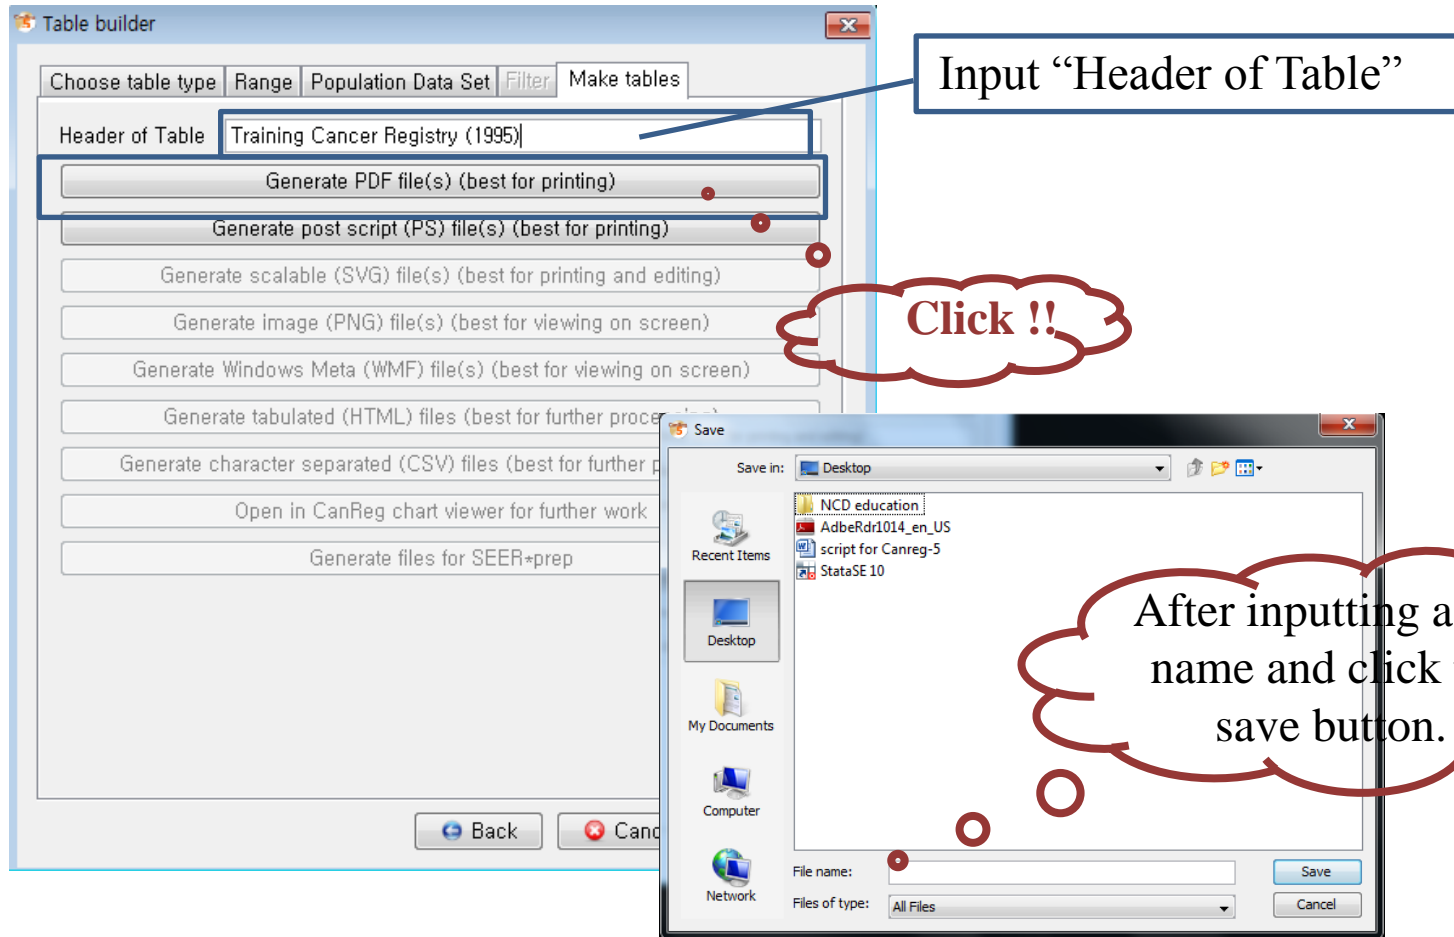 Table builder
Choose table type Range Population Data Set Filter Make tables
Header of Table Training Cancer Registry (1995)
Input “Header of Table”
Generate PDF file(s) (best for printing)
Generate post script (PS) file(s) (best for printing)
Generate scalable (SVG) file(s) (best for printing and editing)
Generate image (PNG) file(s) (best for viewing on screen)
Click !!
Generate Windows Meta (WMF) file(s) (best for viewing on screen)
Generate tabulated (HTML) files (best for further
Generate character separated (CSV) files (best for further
Open in CanReg chart viewer for further work
Generate files for SEER*prep
Back
Save
Save in: Desktop
NCD education
AdbeRdr1014_en_US
script for Canreg-5
StataSE 10
Recent Items
Desktop
My Documents
Computer
Network
After inputting a
name and click
save button.
File name: Save
Files of type: All Files Cancel